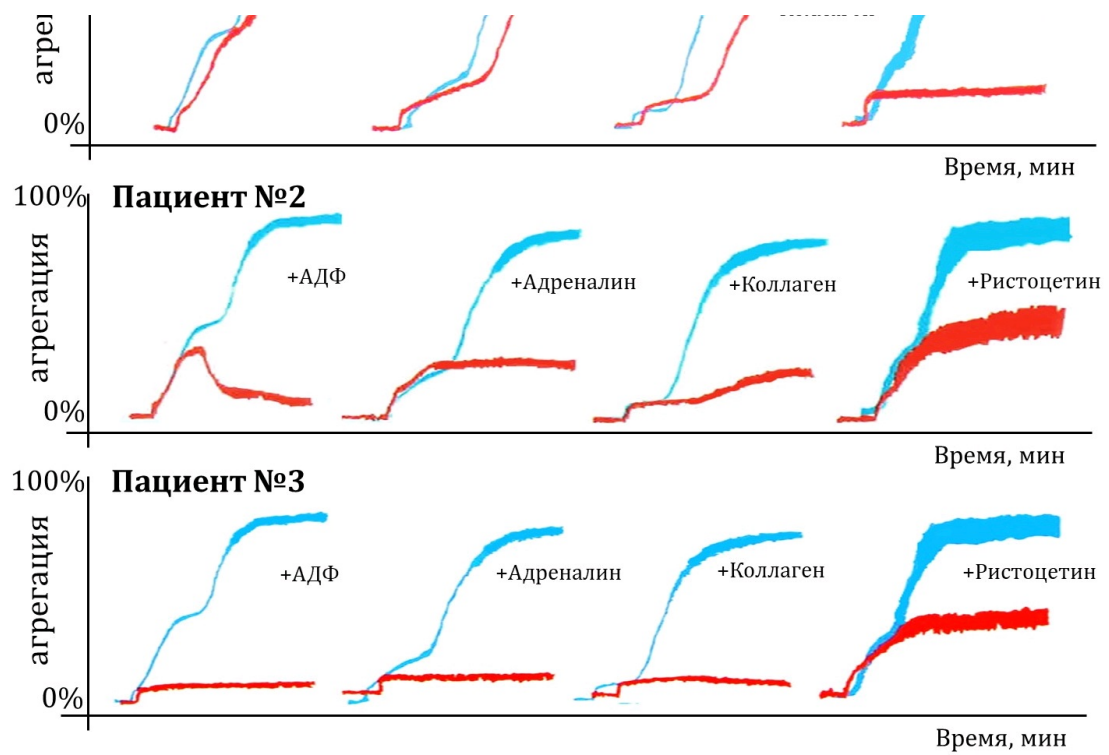 агре
0%
Время, мин
100%
Пациент №2
агрегация
+АДФ
+Адреналин
+Коллаген
+Ристоцетин
0%
Время, мин
100%
Пациент №3
агрегация
+АДФ
+Адреналин
+Коллаген
+Ристоцетин
0%
Время, мин